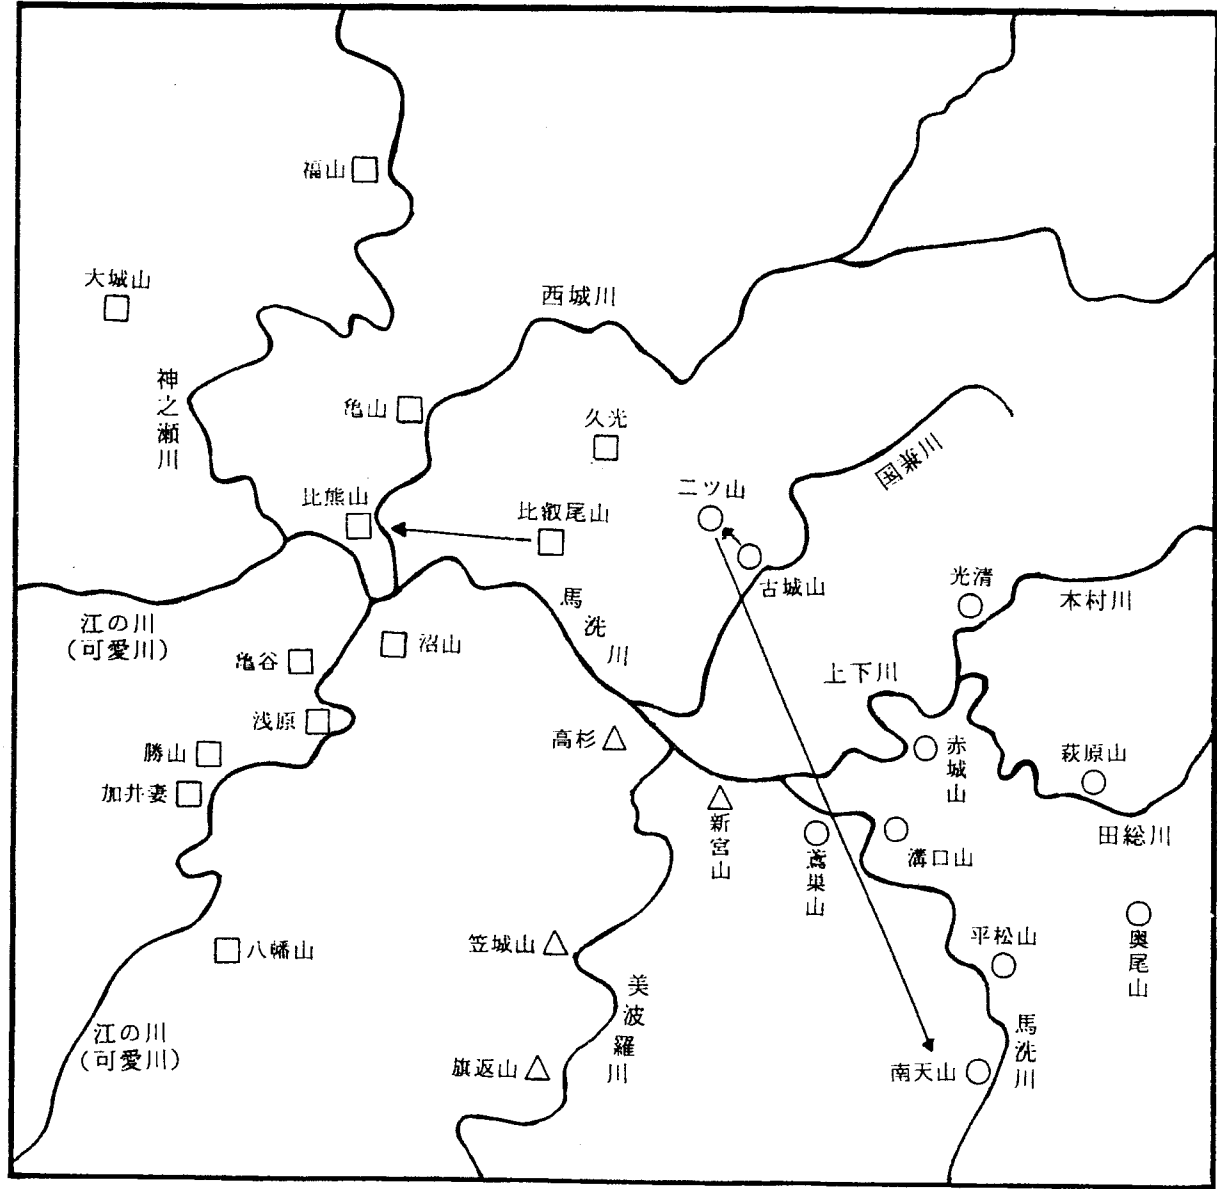 福山
大城山
西城川
神之瀬川
亀山
久光
国兼川
比熊山
比叡尾山
二ツ山
古城山
光清
本村川
江の川
(可愛川)
馬洗川
亀谷
沼山
上下川
浅原
高杉
勝山
加井妻
赤城山
萩原山
新宮山
鳶巣山
溝口山
田総川
八幡山
笠城山
平松山
奥尾山
美波羅川
江の川
(可愛川)
馬洗川
旗返山
南天山